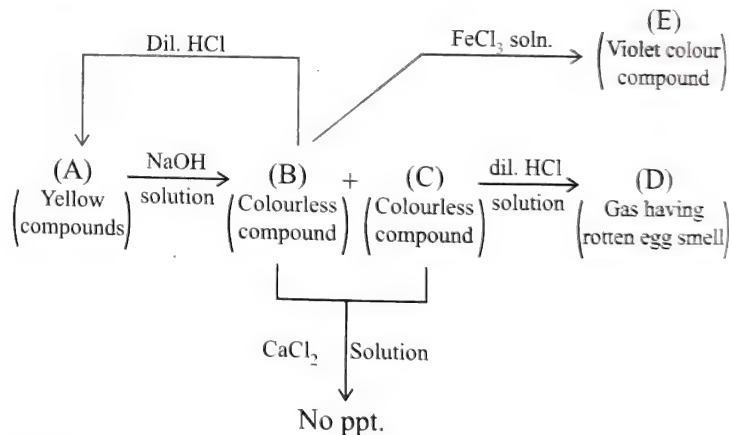 (E)
Dil. HCl
FeCl₃ soln.
(Violet colour
compound)
(A)
NaOH
solution
(B)
+
(C)
dil. HCl
solution
(D)
(Yellow
compounds)
(Colourless
compound)
(Colourless
compound)
(Gas having
rotten egg smell)
CaCl₂
Solution
No ppt.